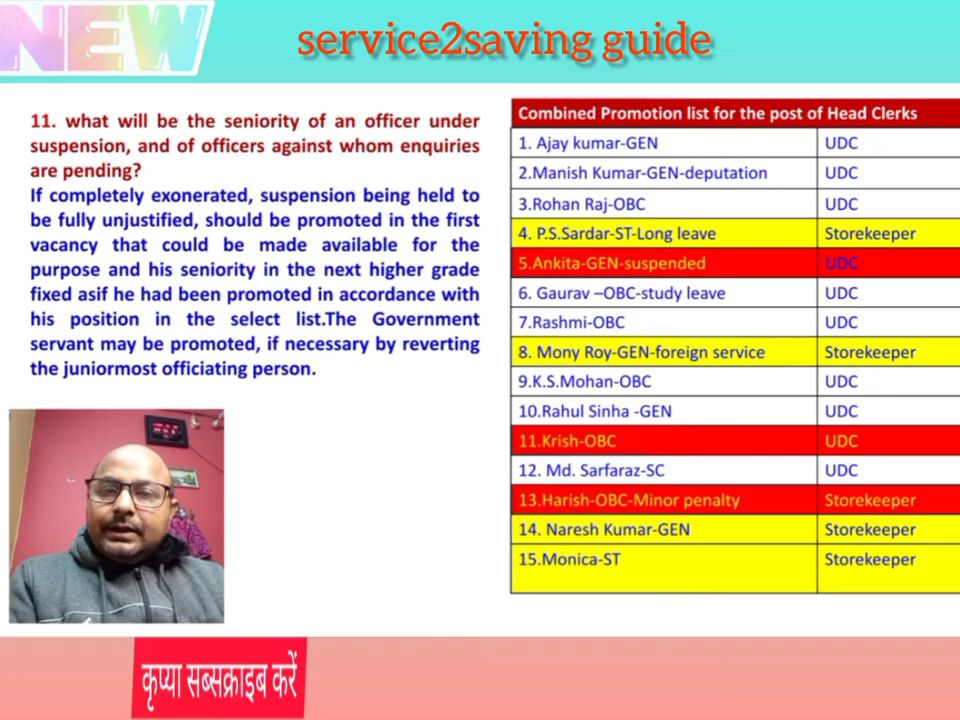 NEW
service2saving guide
11. what will be the seniority of an officer under
suspension, and of officers against whom enquiries
are pending?
If completely exonerated, suspension being held to
be fully unjustified, should be promoted in the first
vacancy that could be made available for the
purpose and his seniority in the next higher grade
fixed asif he had been promoted in accordance with
his position in the select list.The Government
servant may be promoted, if necessary by reverting
the juniormost officiating person.
Combined Promotion list for the post of Head Clerks
1. Ajay kumar-GEN UDC
2.Manish Kumar-GEN-deputation UDC
3.Rohan Raj-OBC UDC
4. P.S.Sardar-ST-Long leave Storekeeper
5.Ankita-GEN-suspended UDC
6. Gaurav –OBC-study leave UDC
7.Rashmi-OBC UDC
8. Mony Roy-GEN-foreign service Storekeeper
9.K.S.Mohan-OBC UDC
10.Rahul Sinha -GEN UDC
11.Krish-OBC UDC
12. Md. Sarfaraz-SC UDC
13.Harish-OBC-Minor penalty Storekeeper
14. Naresh Kumar-GEN Storekeeper
15.Monica-ST Storekeeper
कृप्या सब्सक्राइब करें